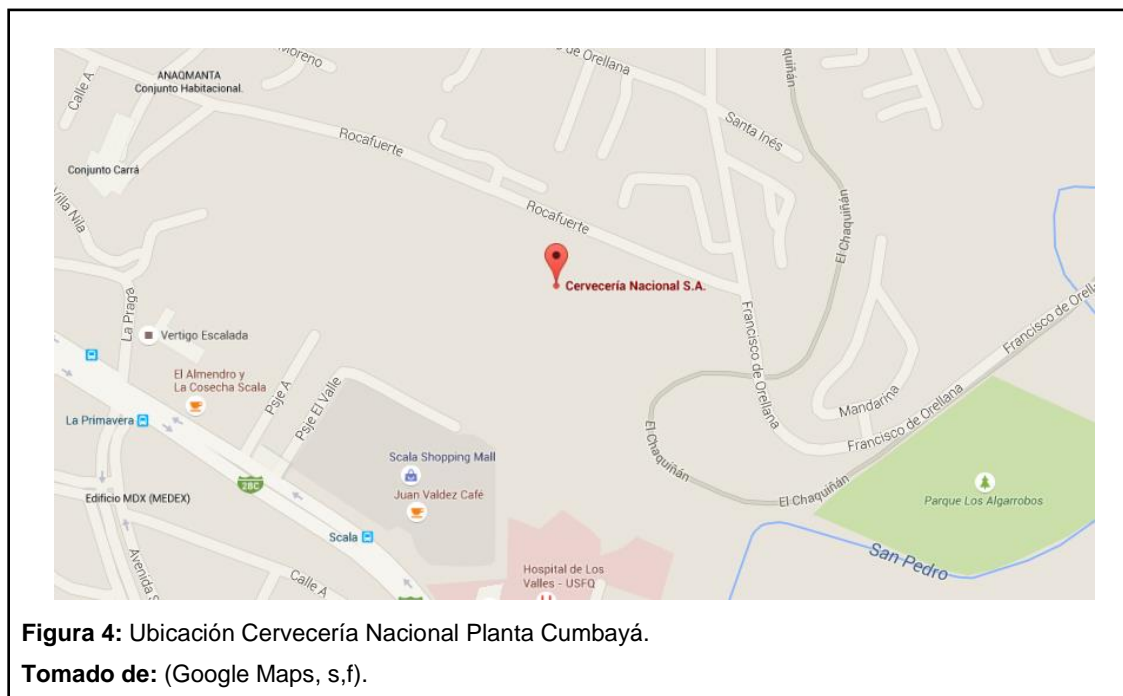 Moreno
o de Orellana
quiñán
ANAQMANTA
Conjunto Habitacional.
Calle A
Santa Inés
Rocafuerte
Conjunto Carrá
Villa Nila
Rocafuerte
El Chaquiñán
Cervecería Nacional S.A.
La Praga
Vertigo Escalada
Francisco de Orella
Francisco de Orellana
El Almendro y
La Cosecha Scala
Psje A
Psje El Valle
Mandarina
La Primavera
Francisco de Orellana
El Chaquiñán
Scala Shopping Mall
28C
Juan Valdez Café
Edificio MDX (MEDEX)
El Chaquiñán
Parque Los Algarrobos
Scala
San Pedro
Avenida S
Calle A
Hospital de Los
Valles - USFQ
Figura 4: Ubicación Cervecería Nacional Planta Cumbayá.
Tomado de: (Google Maps, s,f).